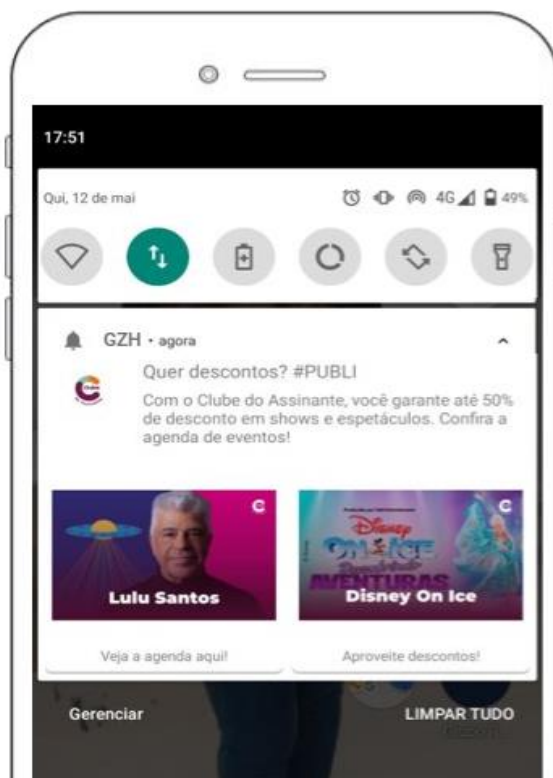 17:51
Qui, 12 de mai
4G 49%
GZH • agora
Quer descontos? #PUBLI
Com o Clube do Assinante, você garante até 50%
de desconto em shows e espetáculos. Confira a
agenda de eventos!
Clube
C
Lulu Santos
C
Disney
ON ICE
Descobrindo
AVENTURAS
Disney On Ice
Veja a agenda aqui!
Aproveite descontos!
Gerenciar
LIMPAR TUDO